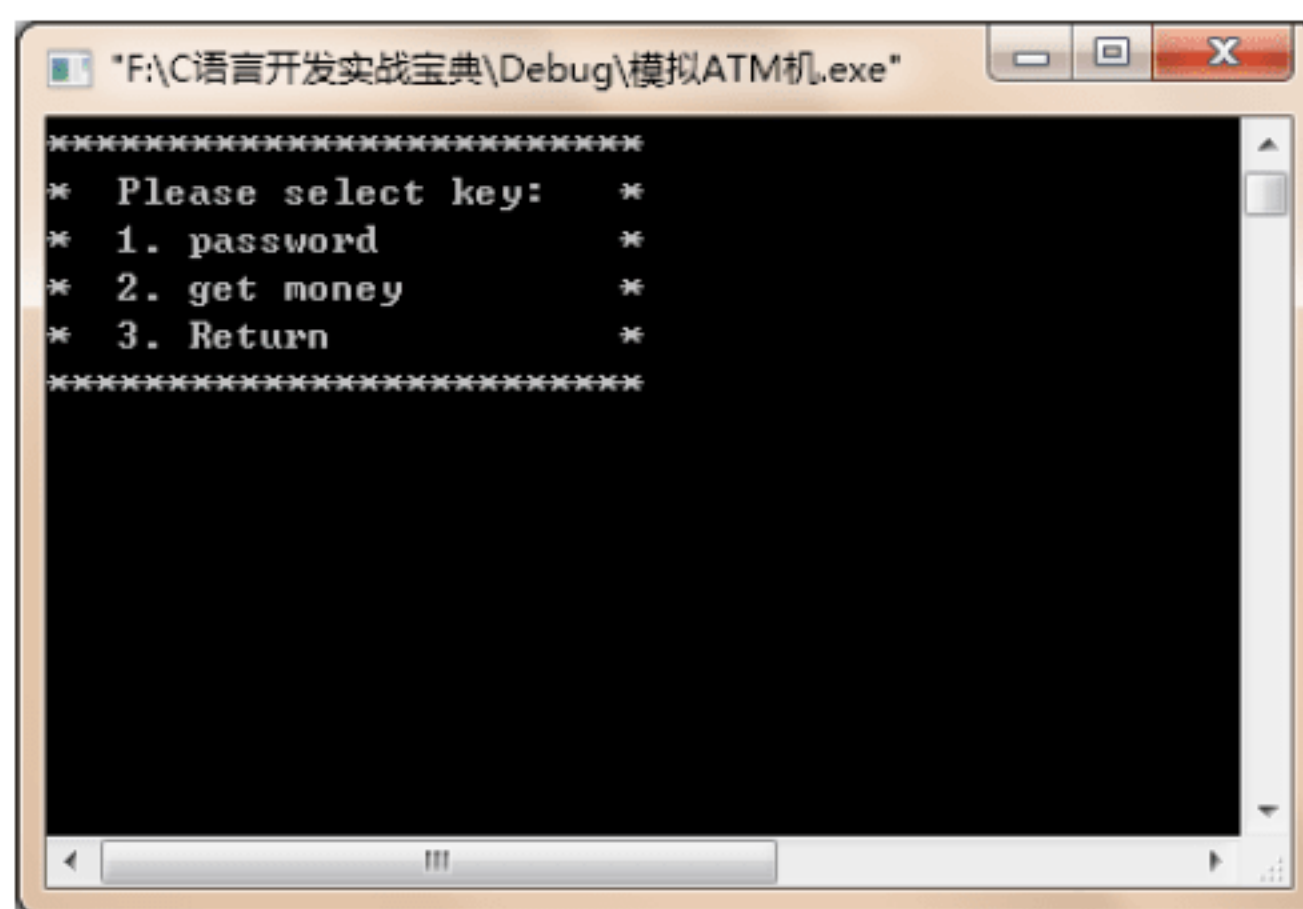 "F:\C语言开发实战宝典\Debug\模拟ATM机.exe"
*************************
*  Please select key:   *
*  1. password          *
*  2. get money         *
*  3. Return            *
*************************